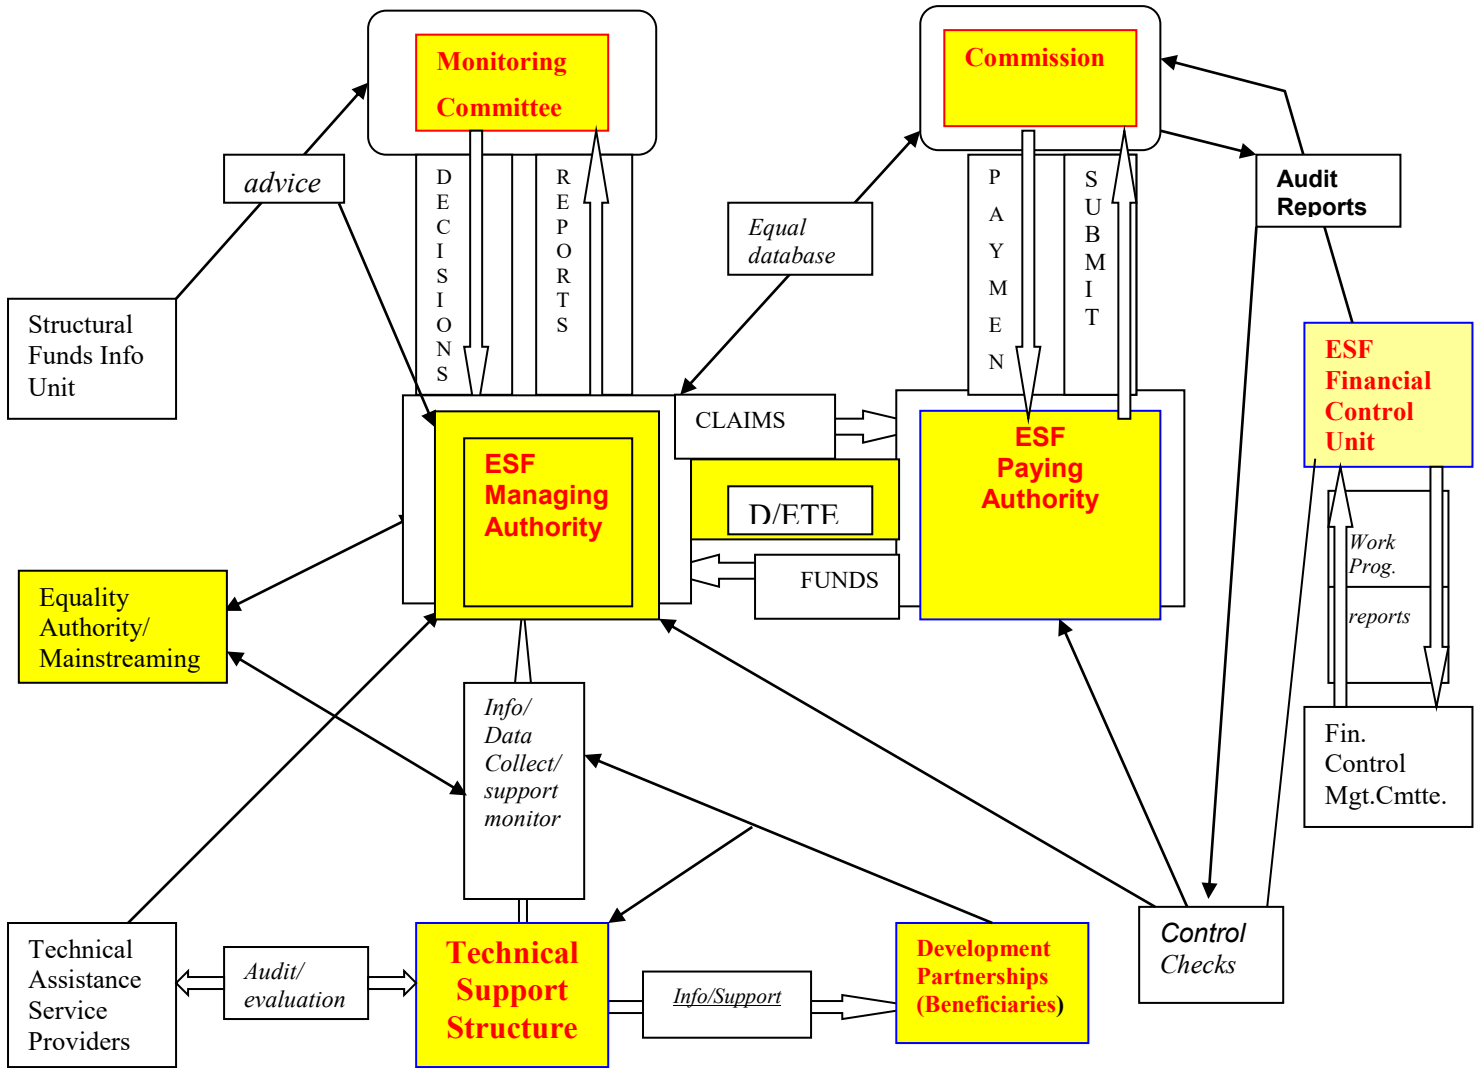 Monitoring
Committee
Commission
advice
D
E
C
I
S
I
O
N
S
R
E
P
O
R
T
S
Equal
database
P
A
Y
M
E
N
S
U
B
M
I
T
Audit
Reports
Structural
Funds Info
Unit
ESF
Financial
Control
Unit
CLAIMS
ESF
Managing
Authority
ESF
Paying
Authority
D/ETE
FUNDS
Work
Prog.
reports
Equality
Authority/
Mainstreaming
Info/
Data
Collect/
support
monitor
Fin.
Control
Mgt.Cmtte.
Technical
Assistance
Service
Providers
Audit/
evaluation
Technical
Support
Structure
Info/Support
Development
Partnerships
(Beneficiaries)
Control
Checks